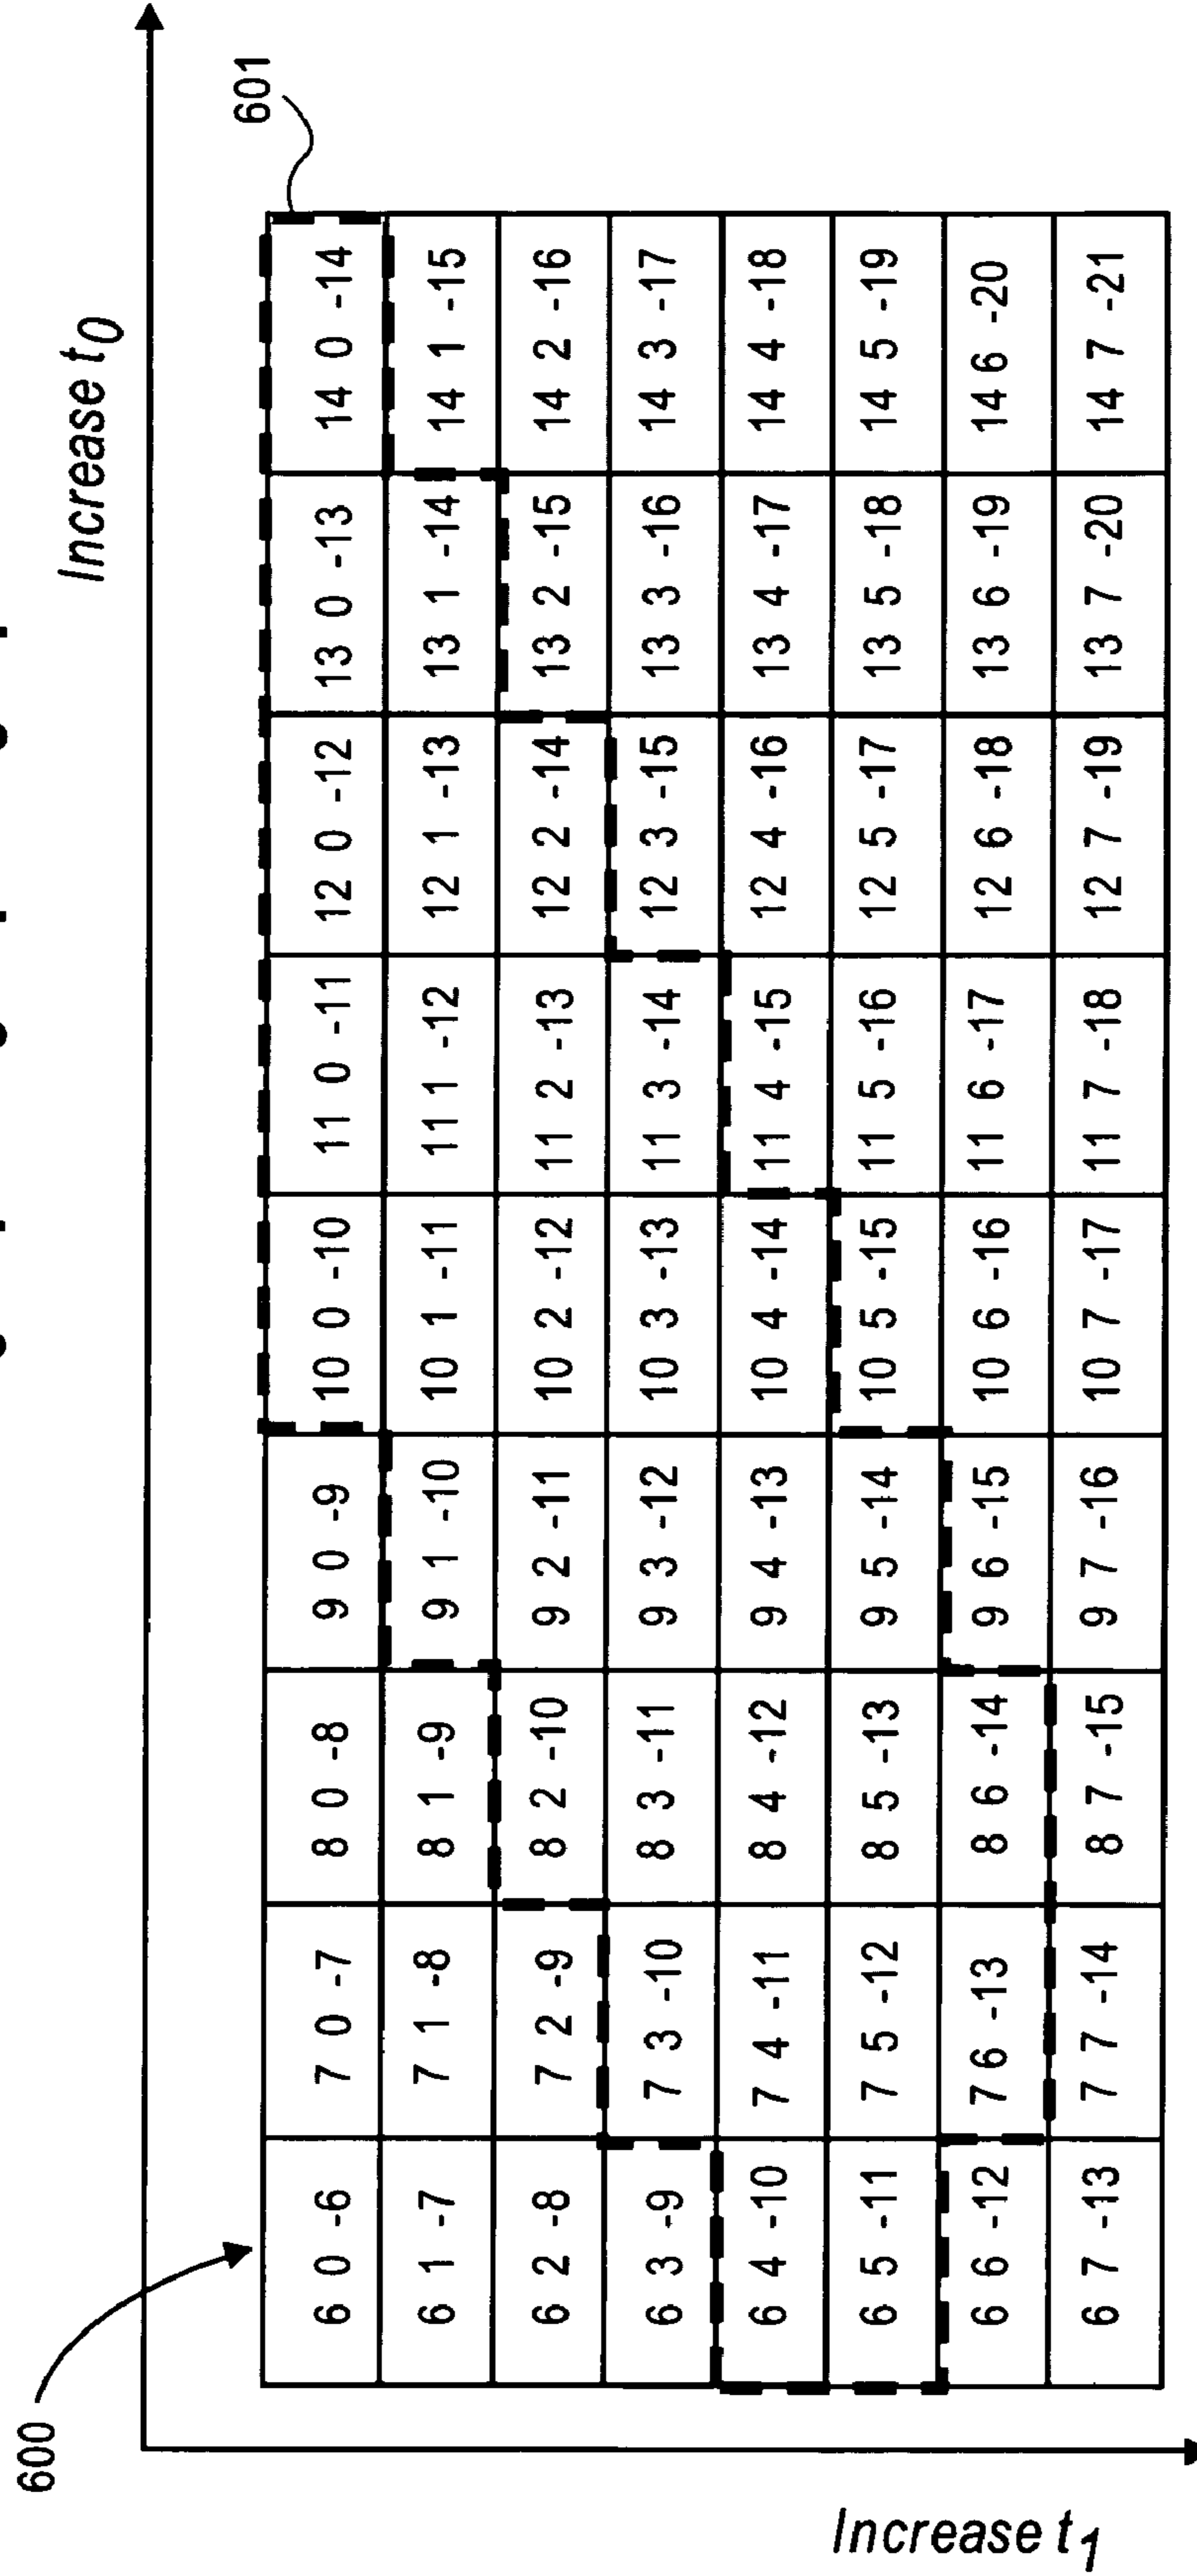 Increase t0
600
601
6 0 -6 7 0 -7 8 0 -8 9 0 -9 10 0 -10 11 0 -11 12 0 -12 13 0 -13 14 0 -14
6 1 -7 7 1 -8 8 1 -9 9 1 -10 10 1 -11 11 1 -12 12 1 -13 13 1 -14 14 1 -15
6 2 -8 7 2 -9 8 2 -10 9 2 -11 10 2 -12 11 2 -13 12 2 -14 13 2 -15 14 2 -16
6 3 -9 7 3 -10 8 3 -11 9 3 -12 10 3 -13 11 3 -14 12 3 -15 13 3 -16 14 3 -17
6 4 -10 7 4 -11 8 4 -12 9 4 -13 10 4 -14 11 4 -15 12 4 -16 13 4 -17 14 4 -18
6 5 -11 7 5 -12 8 5 -13 9 5 -14 10 5 -15 11 5 -16 12 5 -17 13 5 -18 14 5 -19
6 6 -12 7 6 -13 8 6 -14 9 6 -15 10 6 -16 11 6 -17 12 6 -18 13 6 -19 14 6 -20
6 7 -13 7 7 -14 8 7 -15 9 7 -16 10 7 -17 11 7 -18 12 7 -19 13 7 -20 14 7 -21
Increase t1